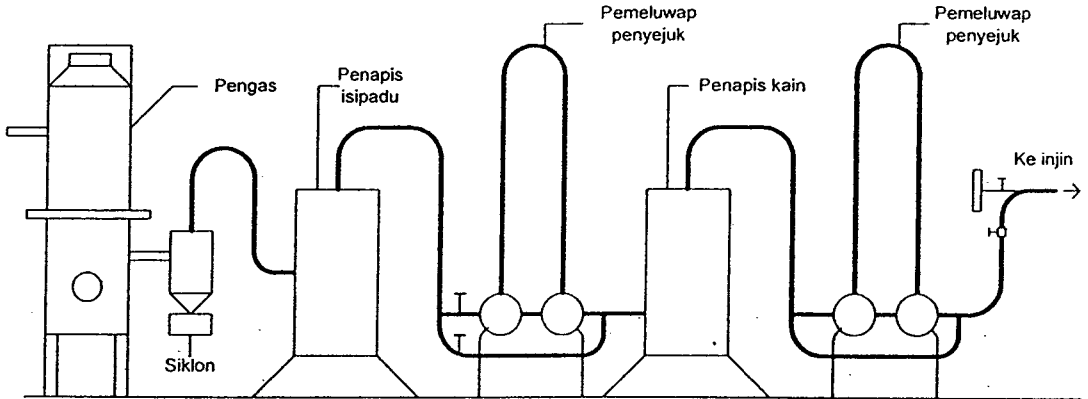 Pemeluwap
penyejuk
Pemeluwap
penyejuk
Pengas
Penapis
isipadu
Penapis kain
Ke injin
Siklon